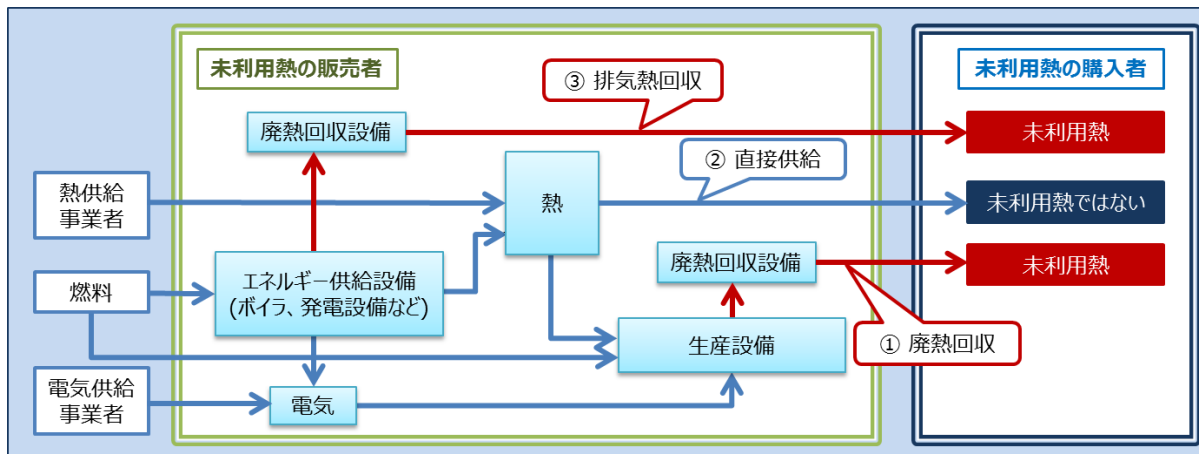 未利用熱の販売者
③ 排気熱回収
未利用熱の購入者
廃熱回収設備
未利用熱
② 直接供給
熱供給
事業者
熱
未利用熱ではない
廃熱回収設備
未利用熱
燃料
エネルギー供給設備
(ボイラ、発電設備など)
生産設備
① 廃熱回収
電気供給
事業者
電気